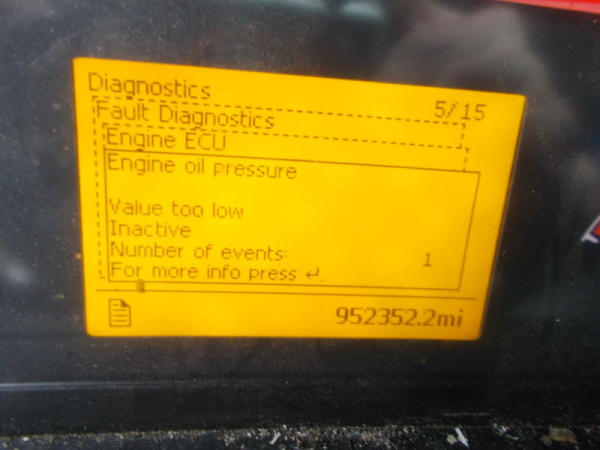 Diagnostics
5/15
Fault Diagnostics
Engine ECU
Engine oil pressure
Value too low
Inactive
Number of events: 1
For more info press ↵.
952352.2mi